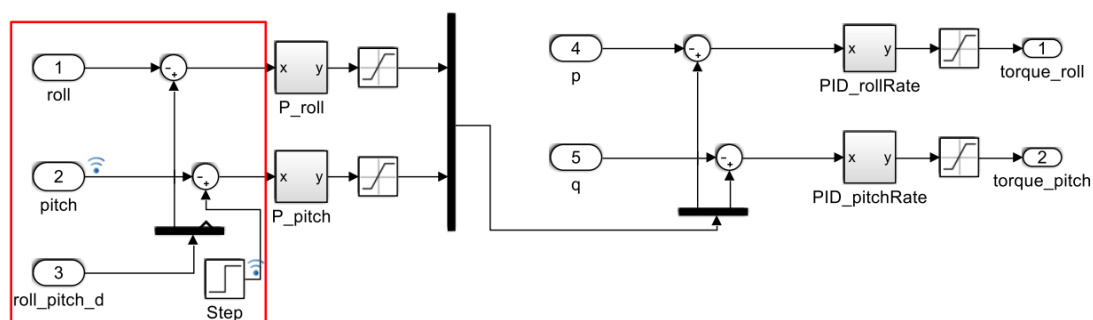 1
roll
-
+
x y
P_roll
2
pitch
-
+
x y
P_pitch
3
roll_pitch_d
Step
4
p
-
+
x y
PID_rollRate
1
torque_roll
5
q
-
+
x y
PID_pitchRate
2
torque_pitch